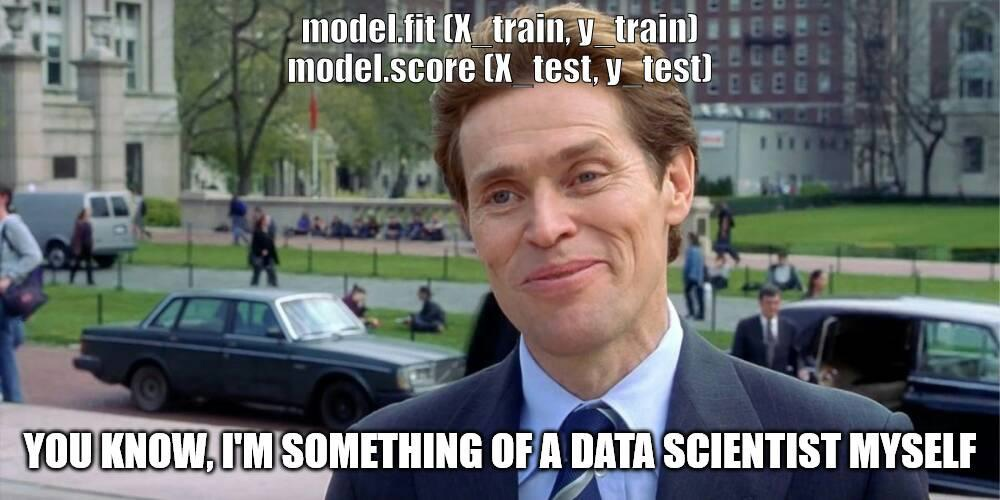 model.fit (X_train, y_train)
model.score (X_test, y_test)
YOU KNOW, I'M SOMETHING OF A DATA SCIENTIST MYSELF